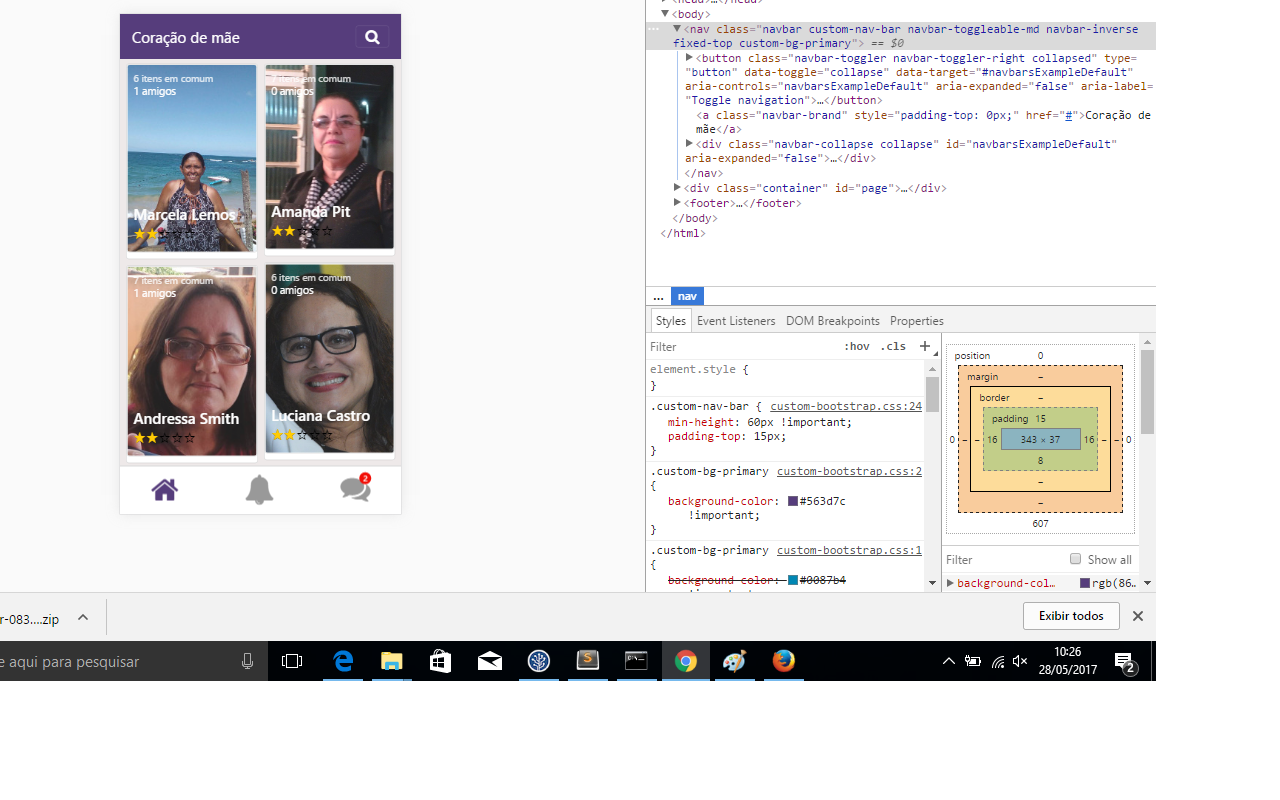 Coração de mãe
6 itens em comum
1 amigos
Marcela Lemos
itens em comum
0 amigos
Amanda Pit
7 itens em comum
1 amigos
Andressa Smith
6 itens em comum
0 amigos
Luciana Castro
2
<head>…</head>
▼<body>
… ▼<nav class="navbar custom-nav-bar navbar-toggleable-md navbar-inverse
fixed-top custom-bg-primary"> == $0
▶<button class="navbar-toggler navbar-toggler-right collapsed" type=
"button" data-toggle="collapse" data-target="#navbarsExampleDefault"
aria-controls="navbarsExampleDefault" aria-expanded="false" aria-label=
"Toggle navigation">…</button>
<a class="navbar-brand" style="padding-top: 0px;" href="#">Coração de
mãe</a>
▶<div class="navbar-collapse collapse" id="navbarsExampleDefault"
aria-expanded="false">…</div>
</nav>
▶<div class="container" id="page">…</div>
▶<footer>…</footer>
</body>
</html>
... nav
Styles Event Listeners DOM Breakpoints Properties
Filter :hov .cls +
element.style {
}
.custom-nav-bar { custom-bootstrap.css:24
min-height: 60px !important;
padding-top: 15px;
}
.custom-bg-primary custom-bootstrap.css:2
{
background-color: #563d7c
!important;
}
.custom-bg-primary custom-bootstrap.css:1
{
background-color: #0087b4
position 0
margin –
border –
padding 15
0 – – 16 343 × 37 16 – – 0
8
–
–
607
Filter Show all
▶ background-col… rgb(86…
r-083....zip
Exibir todos
e aqui para pesquisar
10:26
28/05/2017
2